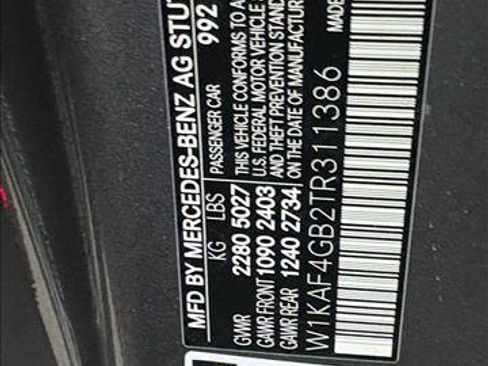 MFD BY MERCEDES-BENZ AG STU
992
KG LBS PASSENGER CAR
GVWR 2280 5027 THIS VEHICLE CONFORMS TO A
GAWR FRONT 1090 2403 U.S. FEDERAL MOTOR VEHICLE
GAWR REAR 1240 2734 AND THEFT PREVENTION STAND
ON THE DATE OF MANUFACTUR
W1KAF4GB2TR311386 MADE